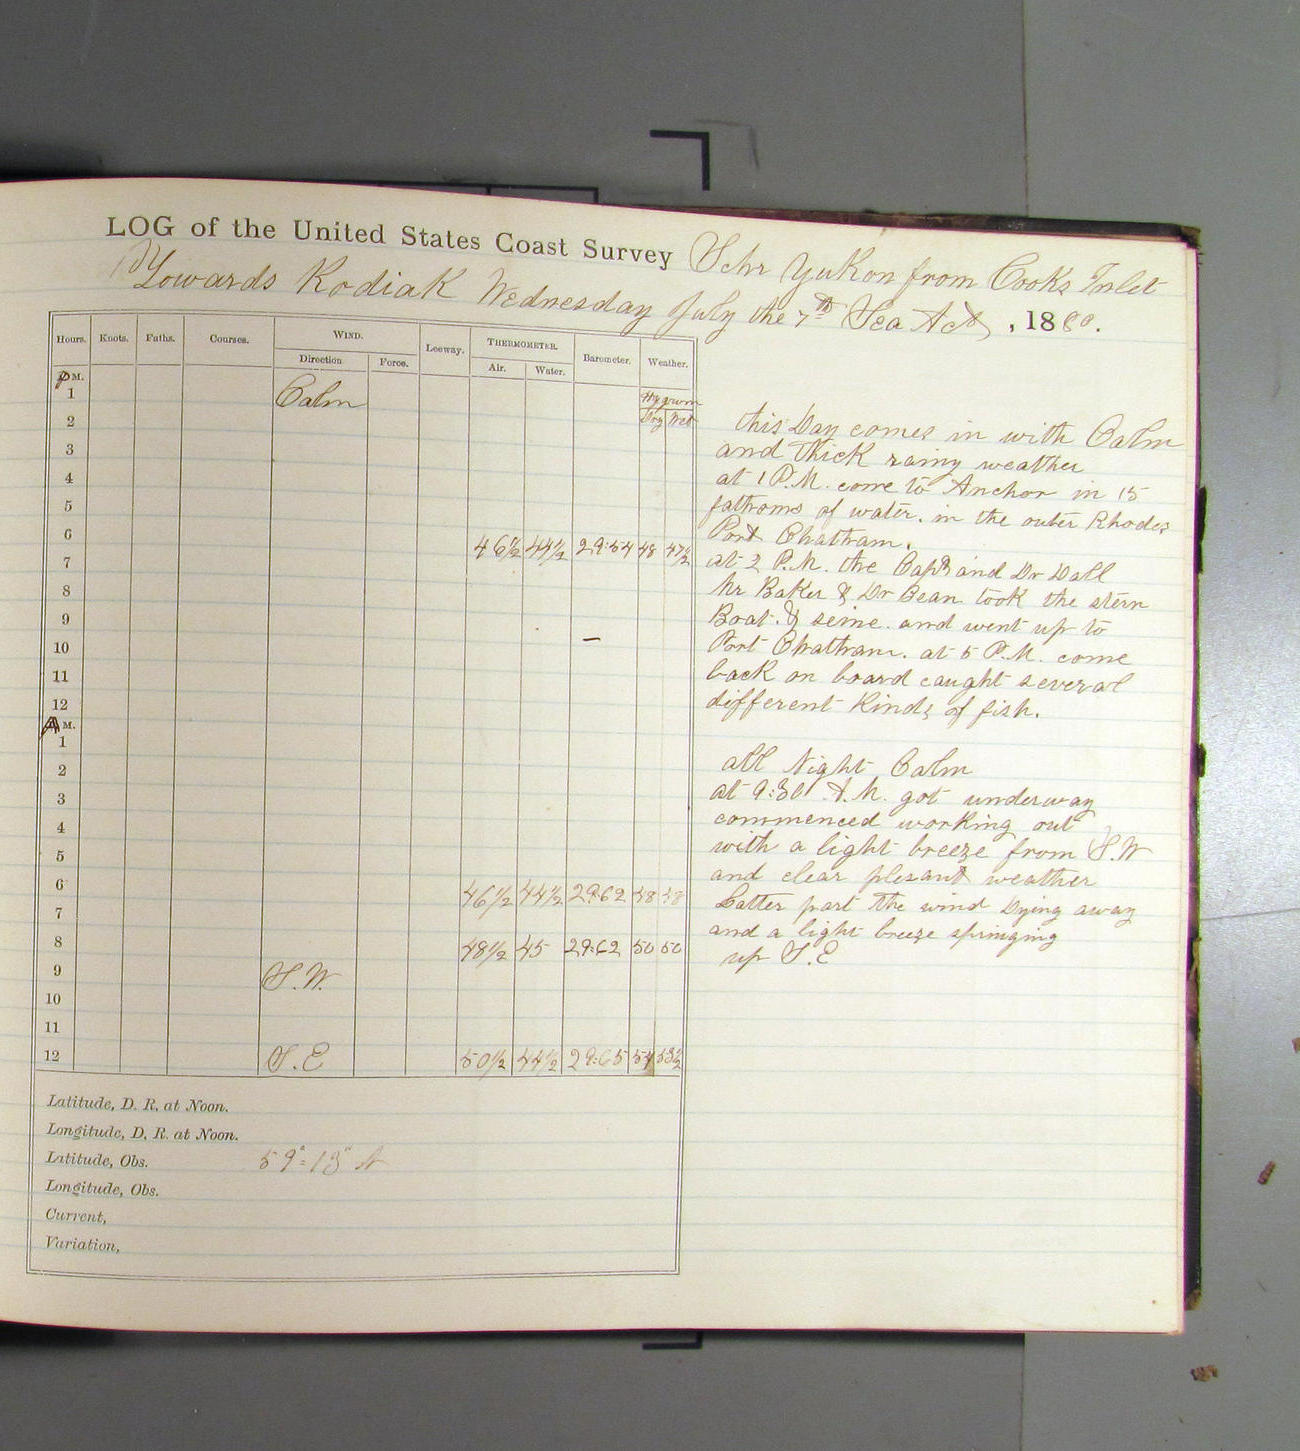 LOG of the United States Coast Survey Schr Yukon from Cooks Inlet
Towards Kodiak Wednesday July the 7th Sea Act, 1880.
Hours. Knots. Faths. Courses. WIND. Leeway. THERMOMETER. Barometer. Weather.
Direction Force. Air. Water.
P M.
1 Calm Hygrom
2 Dry Wet
3
4
5
6
7 46½ 44½ 29:54 48 47½
8
9
10
11
12
A M.
1
2
3
4
5
6 46½ 44½ 29:62 48 48
7
8 48½ 45 29:62 50 50
9 S.W.
10
11
12 S.E 50½ 44½ 29:65 54 53½
Latitude, D. R. at Noon.
Longitude, D. R. at Noon.
Latitude, Obs. 59°=13" N
Longitude, Obs.
Current,
Variation,
this Day comes in with Calm
and thick rainy weather
at 1 P.M. come to Anchor in 15
fathoms of water. in the outer Rhodes
Port Chatham.
at 2 P.M. the Capt and Dr Dall
Mr Baker & Dr Bean took the stern
Boat. & seine. and went up to
Port Chatham. at 5 P.M. come
back on board caught several
different Kinds of fish.
all Night Calm
at 9:30 A.M. got underway
commenced working out
with a light breeze from S.W
and clear plesant weather
Latter part the wind Dying away
and a light breeze springing
up S.E